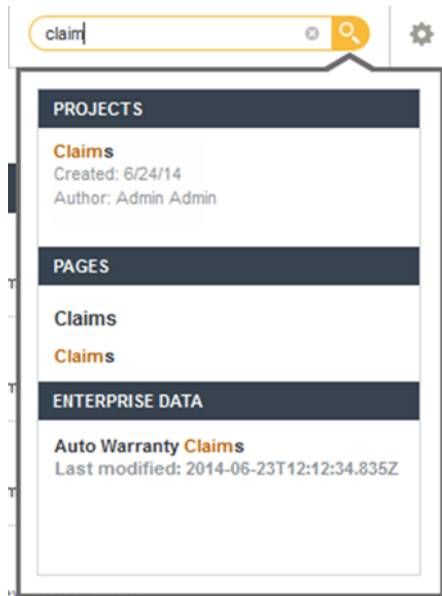 claim
PROJECTS
Claims
Created: 6/24/14
Author: Admin Admin
PAGES
Claims
Claims
ENTERPRISE DATA
Auto Warranty Claims
Last modified: 2014-06-23T12:12:34.835Z